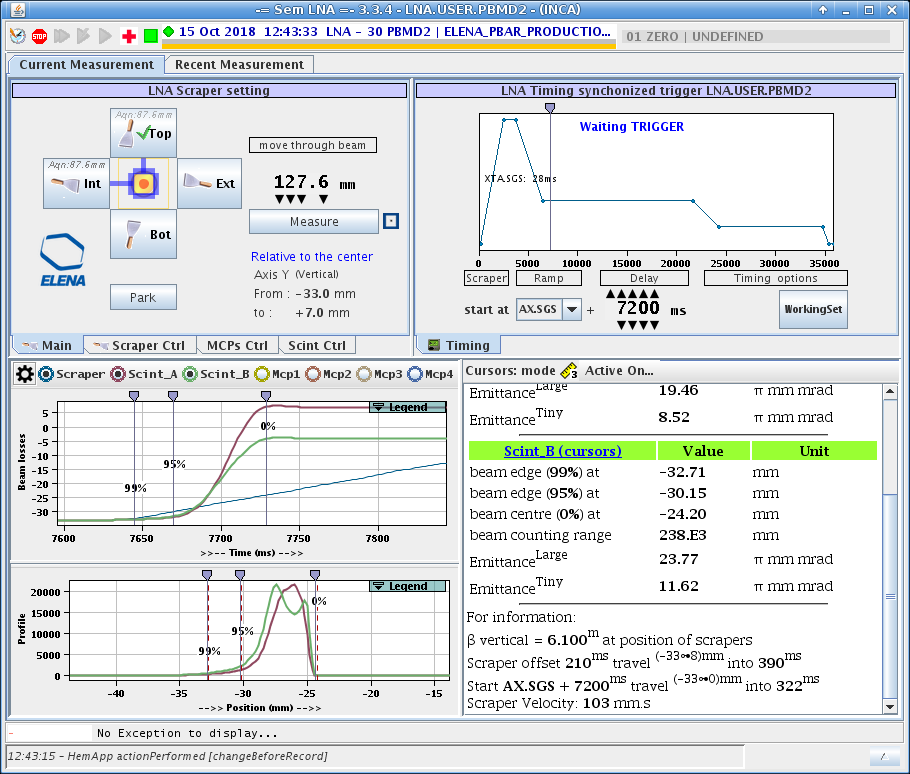 -= Sem LNA =- 3.3.4 - LNA.USER.PBMD2 - (INCA)
STOP
15 Oct 2018 12:43:33 LNA - 30 PBMD2 | ELENA_PBAR_PRODUCTIO...
01 ZERO | UNDEFINED
Current Measurement
Recent Measurement
LNA Scraper setting
Aqn:87.6mm
Top
Aqn:87.6mm
Int
Ext
Bot
ELENA
Park
move through beam
127.6 mm
Measure
Relative to the center
Axis Y (Vertical)
From : -33.0 mm
to : +7.0 mm
Main
Scraper Ctrl
MCPs Ctrl
Scint Ctrl
LNA Timing synchonized trigger LNA.USER.PBMD2
Waiting TRIGGER
XTA.SGS: 28ms
0 5000 10000 15000 20000 25000 30000 35000
Scraper
Ramp
Delay
Timing options
start at AX.SGS + 7200 ms
WorkingSet
Timing
Scraper Scint_A Scint_B Mcp1 Mcp2 Mcp3 Mcp4
Legend
Beam losses
5
0
-5
-10
-15
-20
-25
-30
99%
95%
0%
7600 7650 7700 7750 7800
>>-- Time (ms) -->>
Legend
Profile
20000
15000
10000
5000
0
99%
95%
0%
-40 -35 -30 -25 -20 -15
-->> Position (mm) -->>
Cursors: mode Active On...
Emittance Large 19.46 π mm mrad
Emittance Tiny 8.52 π mm mrad
Scint_B (cursors) Value Unit
beam edge (99%) at -32.71 mm
beam edge (95%) at -30.15 mm
beam centre (0%) at -24.20 mm
beam counting range 238.E3 mm
Emittance Large 23.77 π mm mrad
Emittance Tiny 11.62 π mm mrad
For information:
β vertical = 6.100 m at position of scrapers
Scraper offset 210 ms travel (-33⊶8)mm into 390 ms
Start AX.SGS + 7200 ms travel (-33⊶0)mm into 322 ms
Scraper Velocity: 103 mm.s
-
No Exception to display...
12:43:15 - HemApp actionPerformed [changeBeforeRecord]